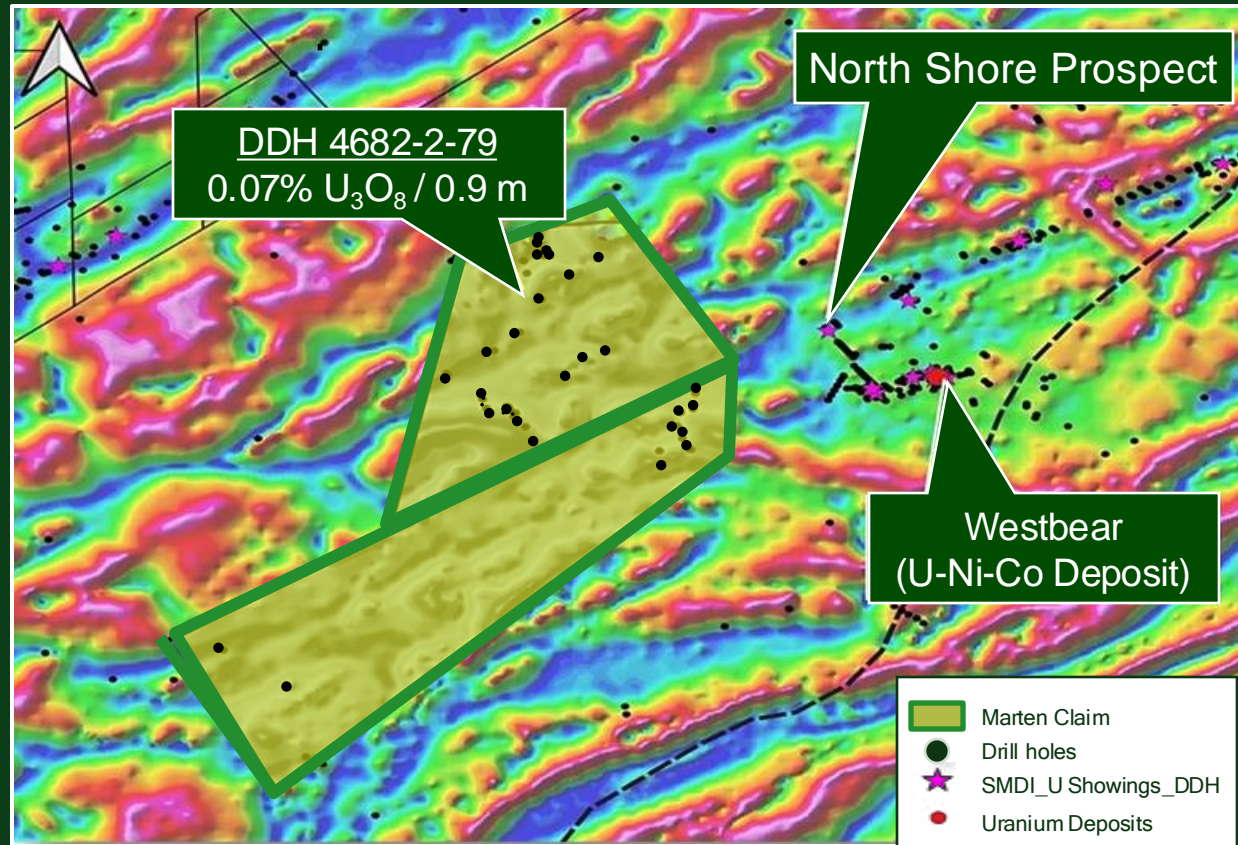 North Shore Prospect
DDH 4682-2-79
0.07% U₃O₈ / 0.9 m
Westbear
(U-Ni-Co Deposit)
Marten Claim
Drill holes
SMDI_U Showings_DDH
Uranium Deposits